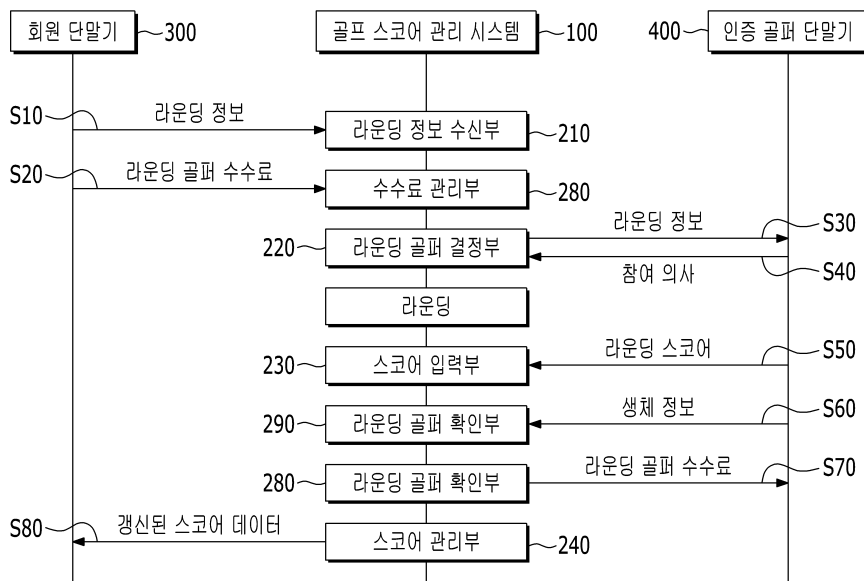 회원 단말기 300
골프 스코어 관리 시스템 100
400 인증 골퍼 단말기
S10 라운딩 정보
라운딩 정보 수신부 210
S20 라운딩 골퍼 수수료
수수료 관리부 280
220 라운딩 골퍼 결정부
라운딩 정보 S30
참여 의사 S40
라운딩
230 스코어 입력부
라운딩 스코어 S50
290 라운딩 골퍼 확인부
생체 정보 S60
280 라운딩 골퍼 확인부
라운딩 골퍼 수수료 S70
S80 갱신된 스코어 데이터
스코어 관리부 240